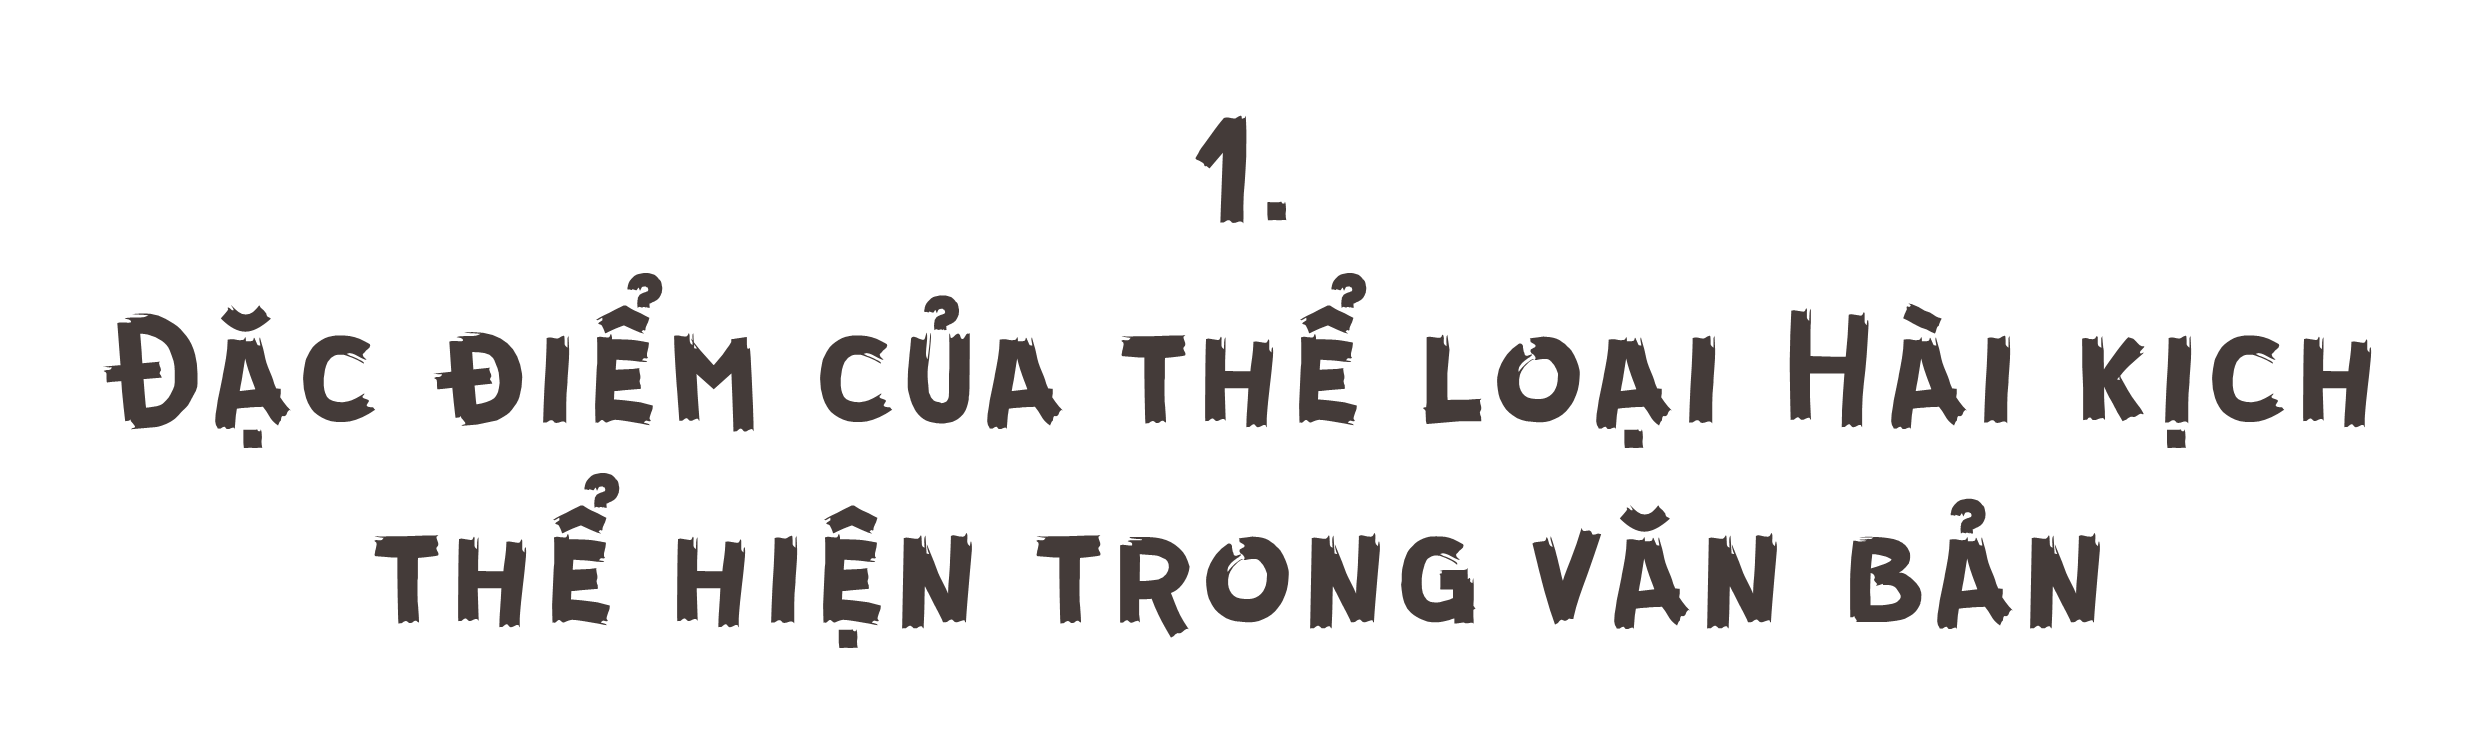 1.
Đặc điểm của thể loại Hài kịch
thể hiện trong văn bản